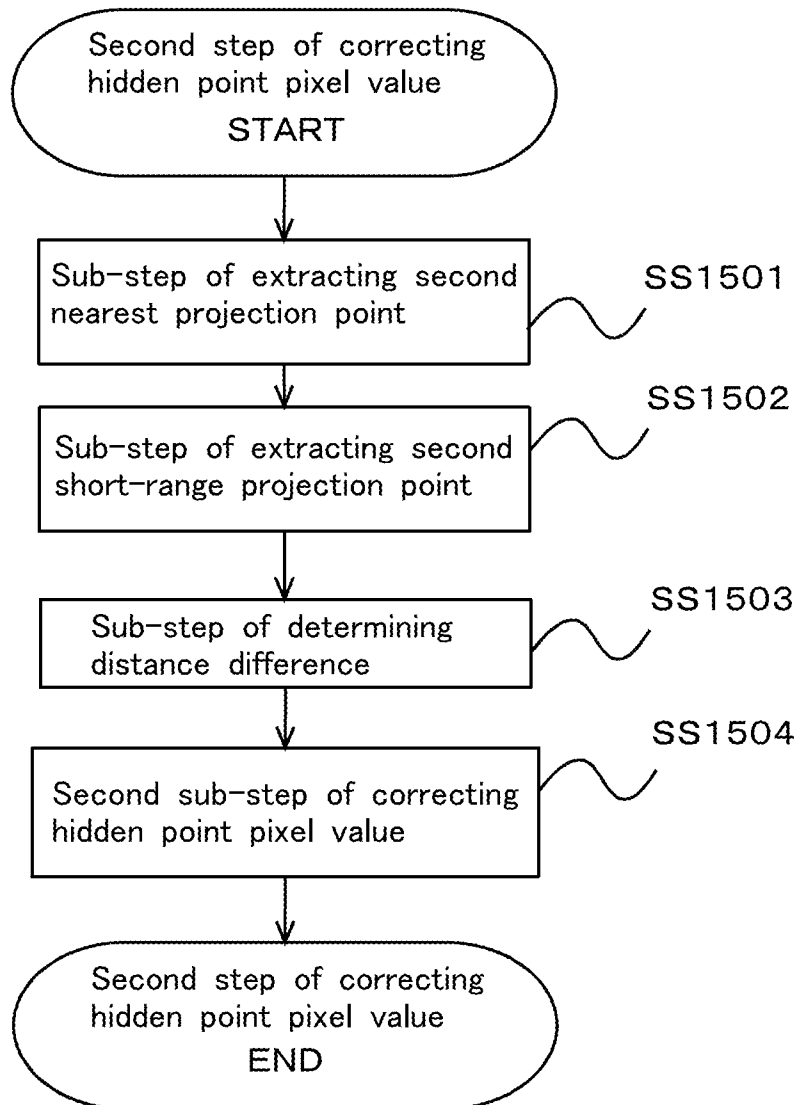 Second step of correcting
hidden point pixel value
START
Sub-step of extracting second
nearest projection point
SS1501
Sub-step of extracting second
short-range projection point
SS1502
Sub-step of determining
distance difference
SS1503
Second sub-step of correcting
hidden point pixel value
SS1504
Second step of correcting
hidden point pixel value
END